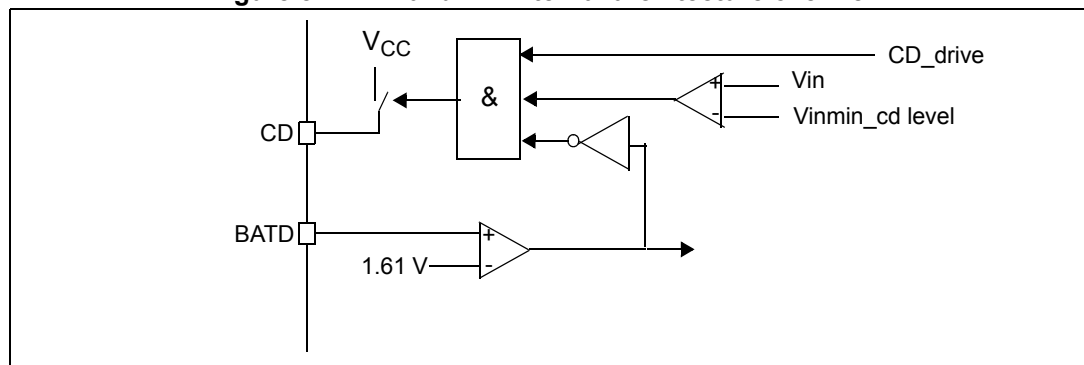 VCC
CD_drive
&
+
Vin
-
Vinmin_cd level
CD
BATD
+
1.61 V
-